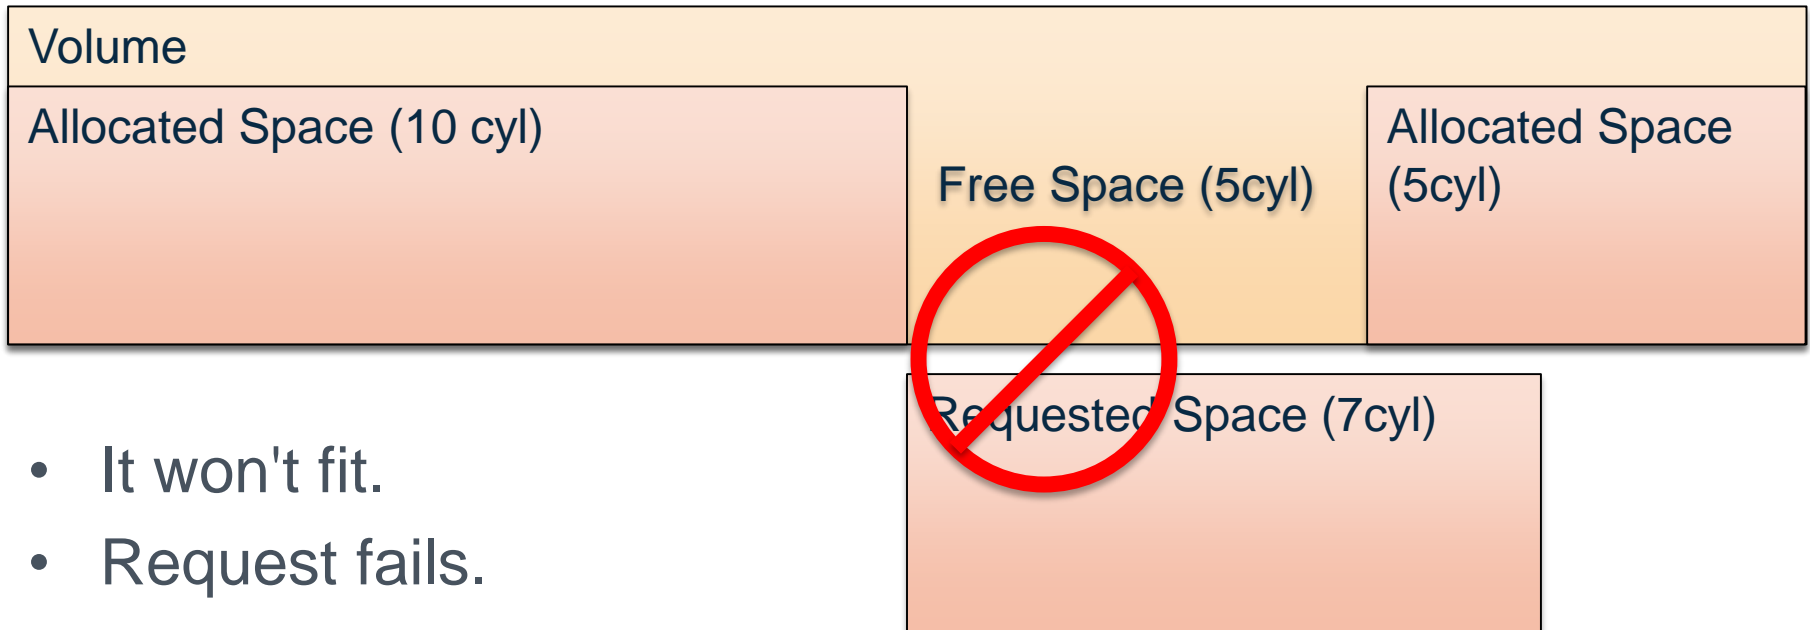 Volume
Allocated Space (10 cyl)
Free Space (5cyl)
Allocated Space
(5cyl)
Requested Space (7cyl)
• It won't fit.
• Request fails.